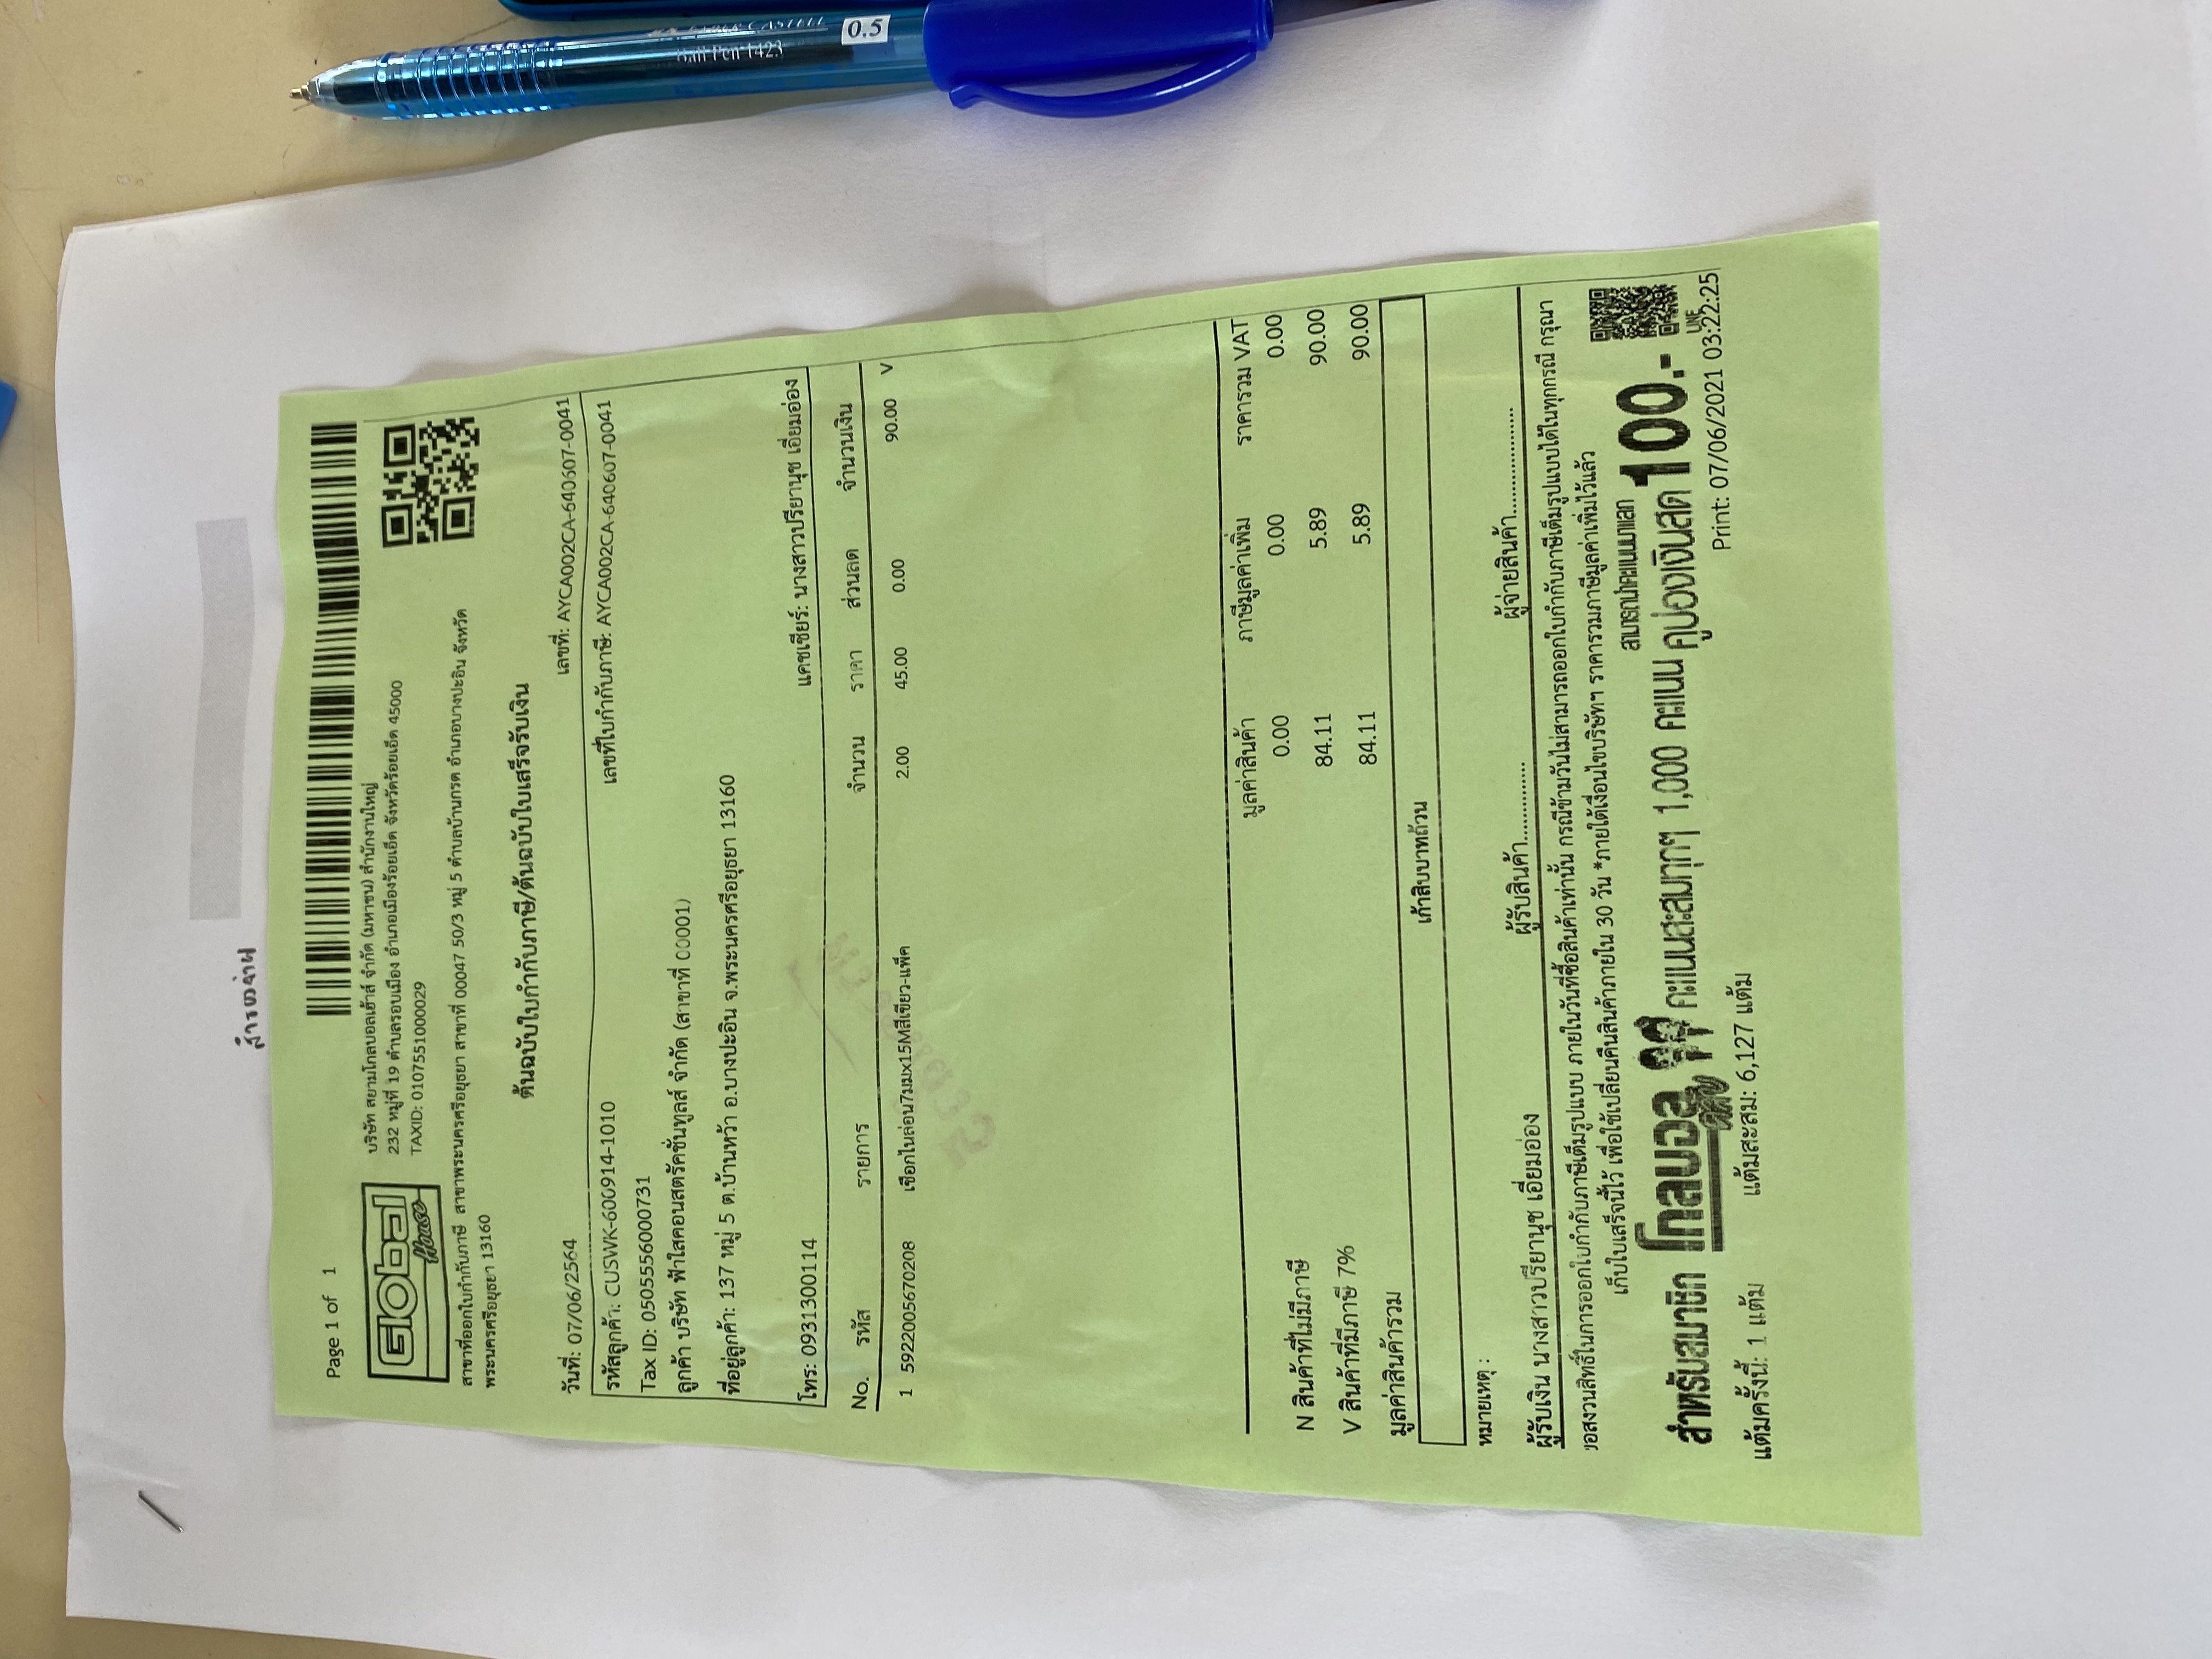 สำรองจ่าย
Page 1 of 1
Global
House
บริษัท สยามโกลบอลเฮ้าส์ จำกัด (มหาชน) สำนักงานใหญ่
232 หมู่ที่ 19 ตำบลรอบเมือง อำเภอเมืองร้อยเอ็ด จังหวัดร้อยเอ็ด 45000
TAXID: 0107551000029
สาขาที่ออกใบกำกับภาษี สาขาพระนครศรีอยุธยา สาขาที่ 00047 50/3 หมู่ 5 ตำบลบ้านกรด อำเภอบางปะอิน จังหวัด
พระนครศรีอยุธยา 13160
ต้นฉบับใบกำกับภาษี/ต้นฉบับใบเสร็จรับเงิน
วันที่: 07/06/2564 เลขที่: AYCA002CA-640607-0041
รหัสลูกค้า: CUSWK-600914-1010 เลขที่ใบกำกับภาษี: AYCA002CA-640607-0041
Tax ID: 0505556000731
ลูกค้า บริษัท ฟ้าใสคอนสตรัคชั่นทูลส์ จำกัด (สาขาที่ 00001)
ที่อยู่ลูกค้า: 137 หมู่ 5 ต.บ้านหว้า อ.บางปะอิน จ.พระนครศรีอยุธยา 13160
โทร: 0931300114 แคชเชียร์: นางสาวปรียานุช เอี่ยมอ่อง
No. รหัส รายการ จำนวน ราคา ส่วนลด จำนวนเงิน
1 5922005670208 เชือกไนล่อน7มมx15Mสีเขียว-แพ็ค 2.00 45.00 0.00 90.00 V
มูลค่าสินค้า ภาษีมูลค่าเพิ่ม ราคารวม VAT
N สินค้าที่ไม่มีภาษี 0.00 0.00 0.00
V สินค้าที่มีภาษี 7% 84.11 5.89 90.00
มูลค่าสินค้ารวม 84.11 5.89 90.00
เก้าสิบบาทถ้วน
หมายเหตุ :
ผู้รับเงิน นางสาวปรียานุช เอี่ยมอ่อง ผู้รับสินค้า.............. ผู้จ่ายสินค้า..................
ขอสงวนสิทธิ์ในการออกใบกำกับภาษีเต็มรูปแบบ ภายในวันที่ซื้อสินค้าเท่านั้น กรณีข้ามวันไม่สามารถออกใบกำกับภาษีเต็มรูปแบบได้ในทุกกรณี กรุณา
เก็บใบเสร็จนี้ไว้ เพื่อใช้เปลี่ยนคืนสินค้าภายใน 30 วัน *ภายใต้เงื่อนไขบริษัทฯ ราคารวมภาษีมูลค่าเพิ่มไว้แล้ว
สำหรับสมาชิก โกลบอล คลับ คะแนนสะสมทุกๆ 1,000 คะแนน สามารถนำคะแนนมาแลก คูปองเงินสด 100.-
LINE
Print: 07/06/2021 03:22:25
แต้มครั้งนี้: 1 แต้ม แต้มสะสม: 6,127 แต้ม
0.5